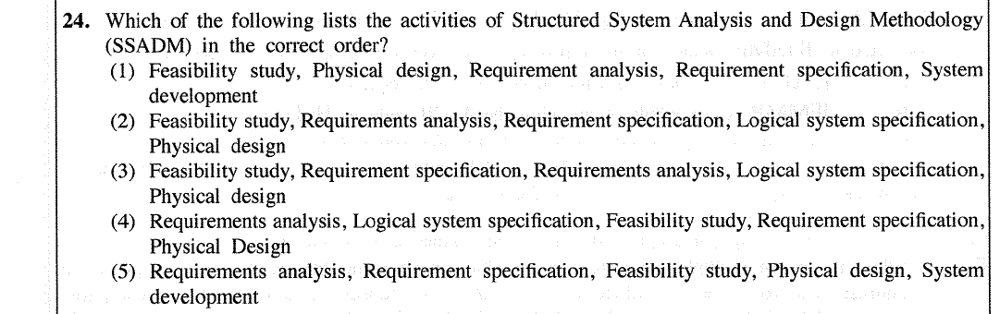 24. Which of the following lists the activities of Structured System Analysis and Design Methodology
(SSADM) in the correct order?
(1) Feasibility study, Physical design, Requirement analysis, Requirement specification, System
development
(2) Feasibility study, Requirements analysis, Requirement specification, Logical system specification,
Physical design
(3) Feasibility study, Requirement specification, Requirements analysis, Logical system specification,
Physical design
(4) Requirements analysis, Logical system specification, Feasibility study, Requirement specification,
Physical Design
(5) Requirements analysis, Requirement specification, Feasibility study, Physical design, System
development